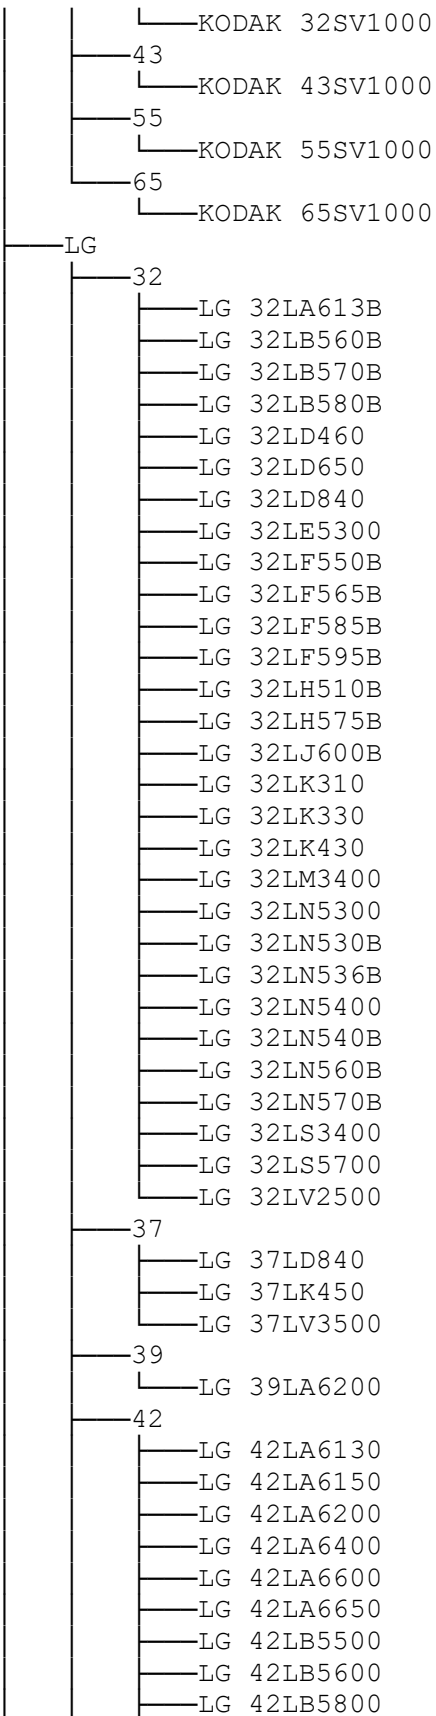 KODAK 32SV1000
43
KODAK 43SV1000
55
KODAK 55SV1000
65
KODAK 65SV1000
LG
32
LG 32LA613B
LG 32LB560B
LG 32LB570B
LG 32LB580B
LG 32LD460
LG 32LD650
LG 32LD840
LG 32LE5300
LG 32LF550B
LG 32LF565B
LG 32LF585B
LG 32LF595B
LG 32LH510B
LG 32LH575B
LG 32LJ600B
LG 32LK310
LG 32LK330
LG 32LK430
LG 32LM3400
LG 32LN5300
LG 32LN530B
LG 32LN536B
LG 32LN5400
LG 32LN540B
LG 32LN560B
LG 32LN570B
LG 32LS3400
LG 32LS5700
LG 32LV2500
37
LG 37LD840
LG 37LK450
LG 37LV3500
39
LG 39LA6200
42
LG 42LA6130
LG 42LA6150
LG 42LA6200
LG 42LA6400
LG 42LA6600
LG 42LA6650
LG 42LB5500
LG 42LB5600
LG 42LB5800